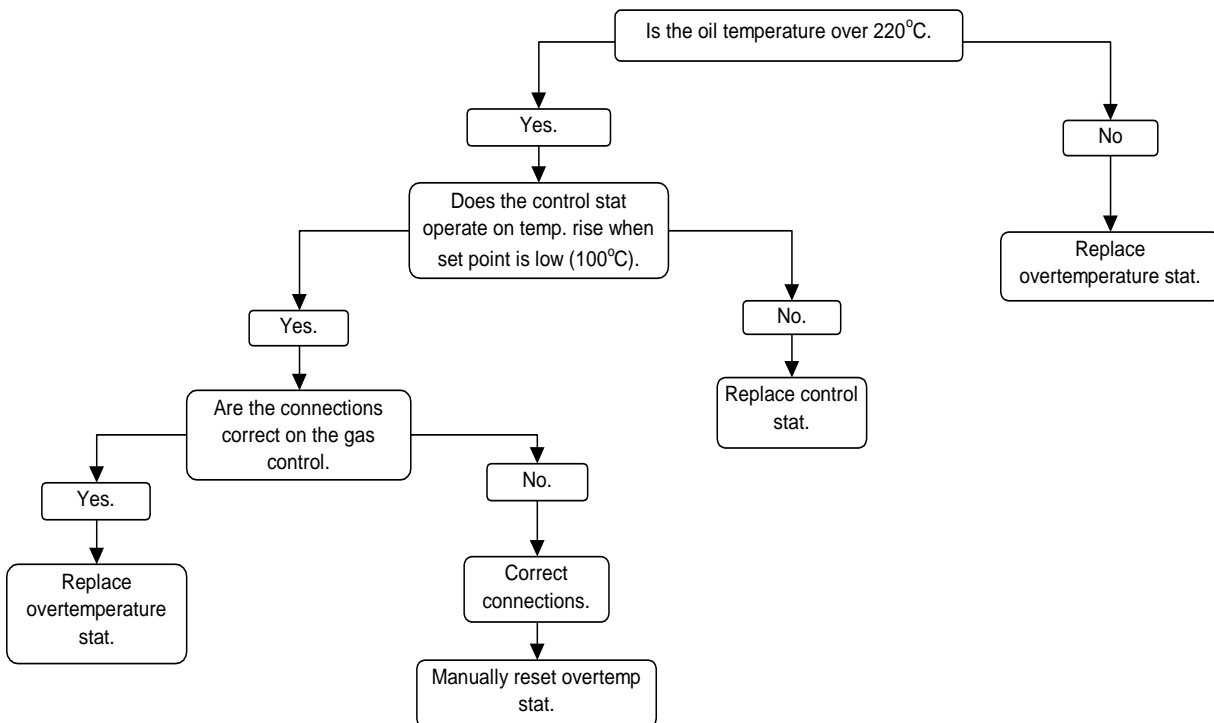 Is the oil temperature over 220°C.
Yes.
No
Does the control stat
operate on temp. rise when
set point is low (100°C).
Replace
overtemperature stat.
Yes.
No.
Are the connections
correct on the gas
control.
Replace control
stat.
Yes.
No.
Replace
overtemperature
stat.
Correct
connections.
Manually reset overtemp
stat.